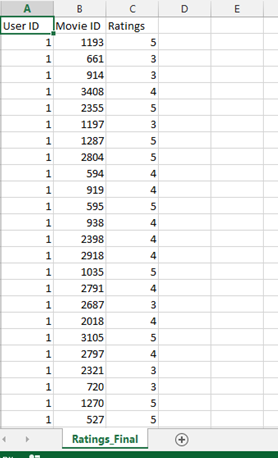 A B C D E
User ID Movie ID Ratings
1 1193 5
1 661 3
1 914 3
1 3408 4
1 2355 5
1 1197 3
1 1287 5
1 2804 5
1 594 4
1 919 4
1 595 5
1 938 4
1 2398 4
1 2918 4
1 1035 5
1 2791 4
1 2687 3
1 2018 4
1 3105 5
1 2797 4
1 2321 3
1 720 3
1 1270 5
1 527 5
Ratings_Final